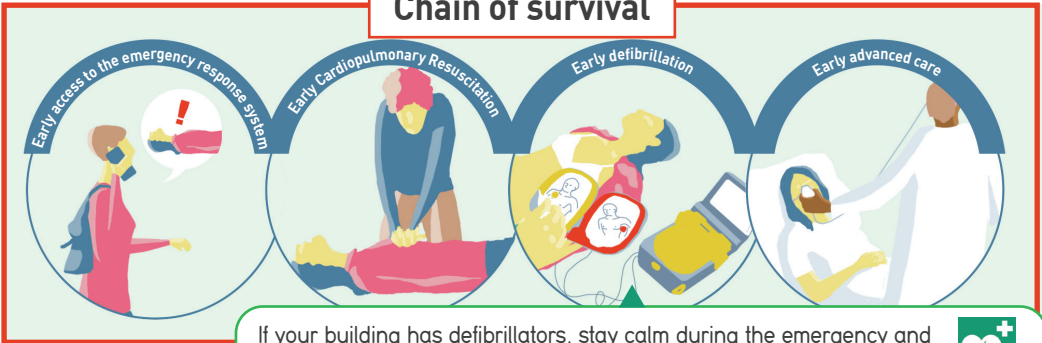 Chain of survival
Early access to the emergency response system
Early Cardiopulmonary Resuscitation
Early defibrillation
Early advanced care
!
If your building has defibrillators, stay calm during the emergency and